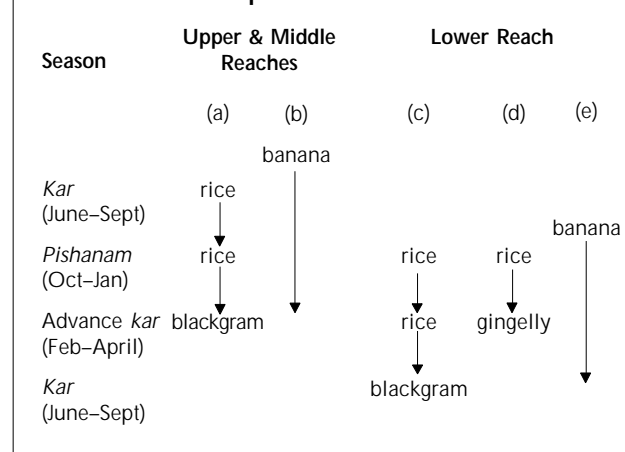 Upper & Middle Lower Reach
Season Reaches
(a) (b) (c) (d) (e)
banana
Kar rice
(June–Sept)
banana
Pishanam rice rice rice
(Oct–Jan)
Advance kar blackgram rice gingelly
(Feb–April)
Kar blackgram
(June–Sept)